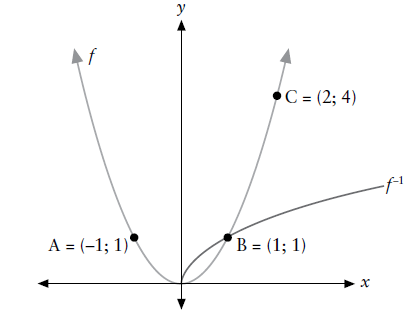 y
f
C = (2; 4)
f⁻¹
A = (–1; 1)
B = (1; 1)
x